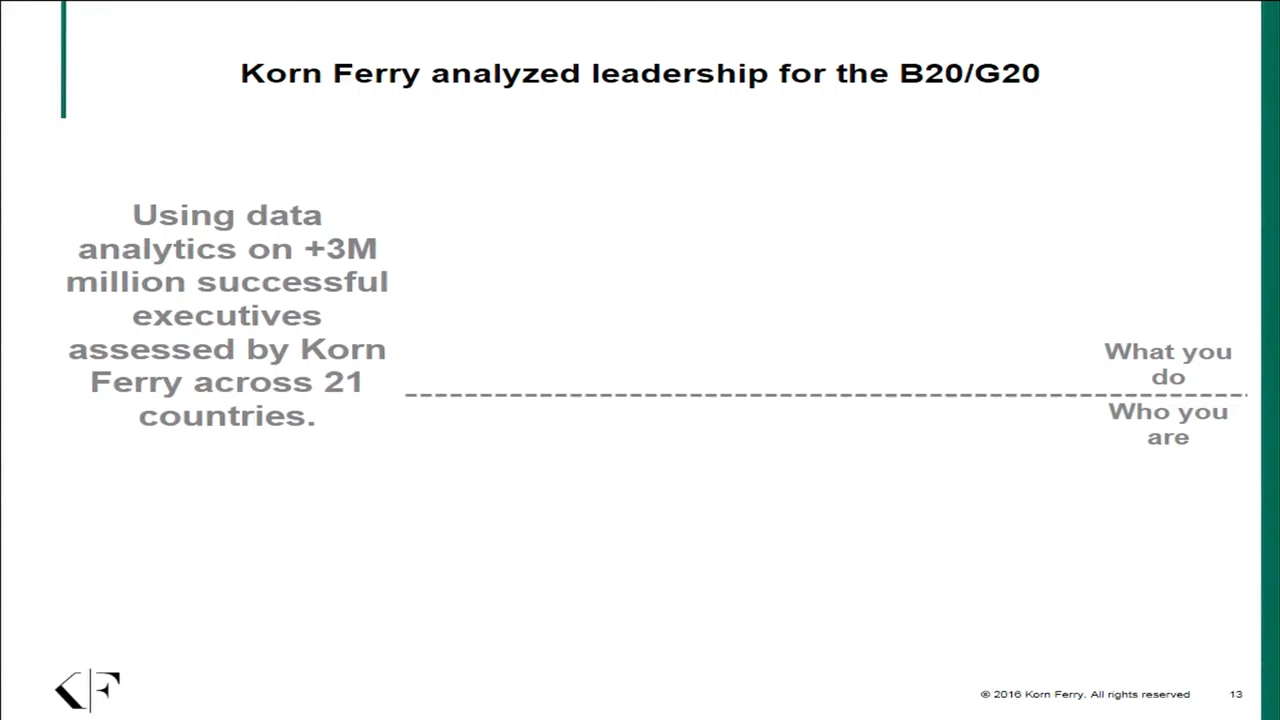 Korn Ferry analyzed leadership for the B20/G20
Using data
analytics on +3M
million successful
executives
assessed by Korn
Ferry across 21
countries.
What you
do
Who you
are
KF
© 2016 Korn Ferry. All rights reserved
13